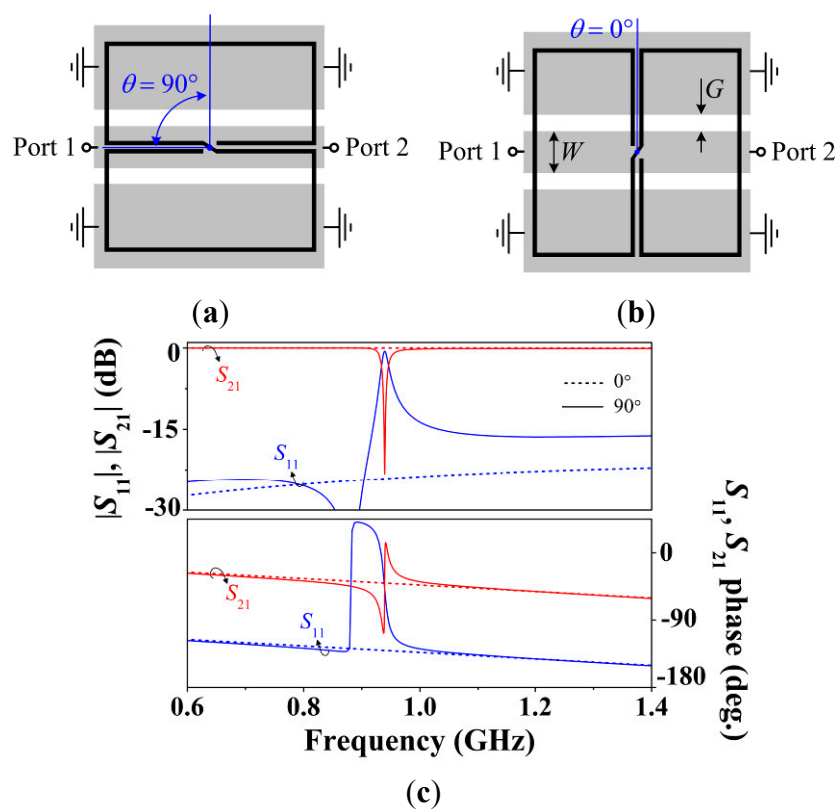 θ = 90°
Port 1
Port 2
(a)
θ = 0°
G
Port 1
W
Port 2
(b)
|S11|, |S21| (dB)
0
-15
-30
S21
S11
0°
90°
S11, S21 phase (deg.)
0
-90
-180
S21
S11
0.6
0.8
1.0
1.2
1.4
Frequency (GHz)
(c)